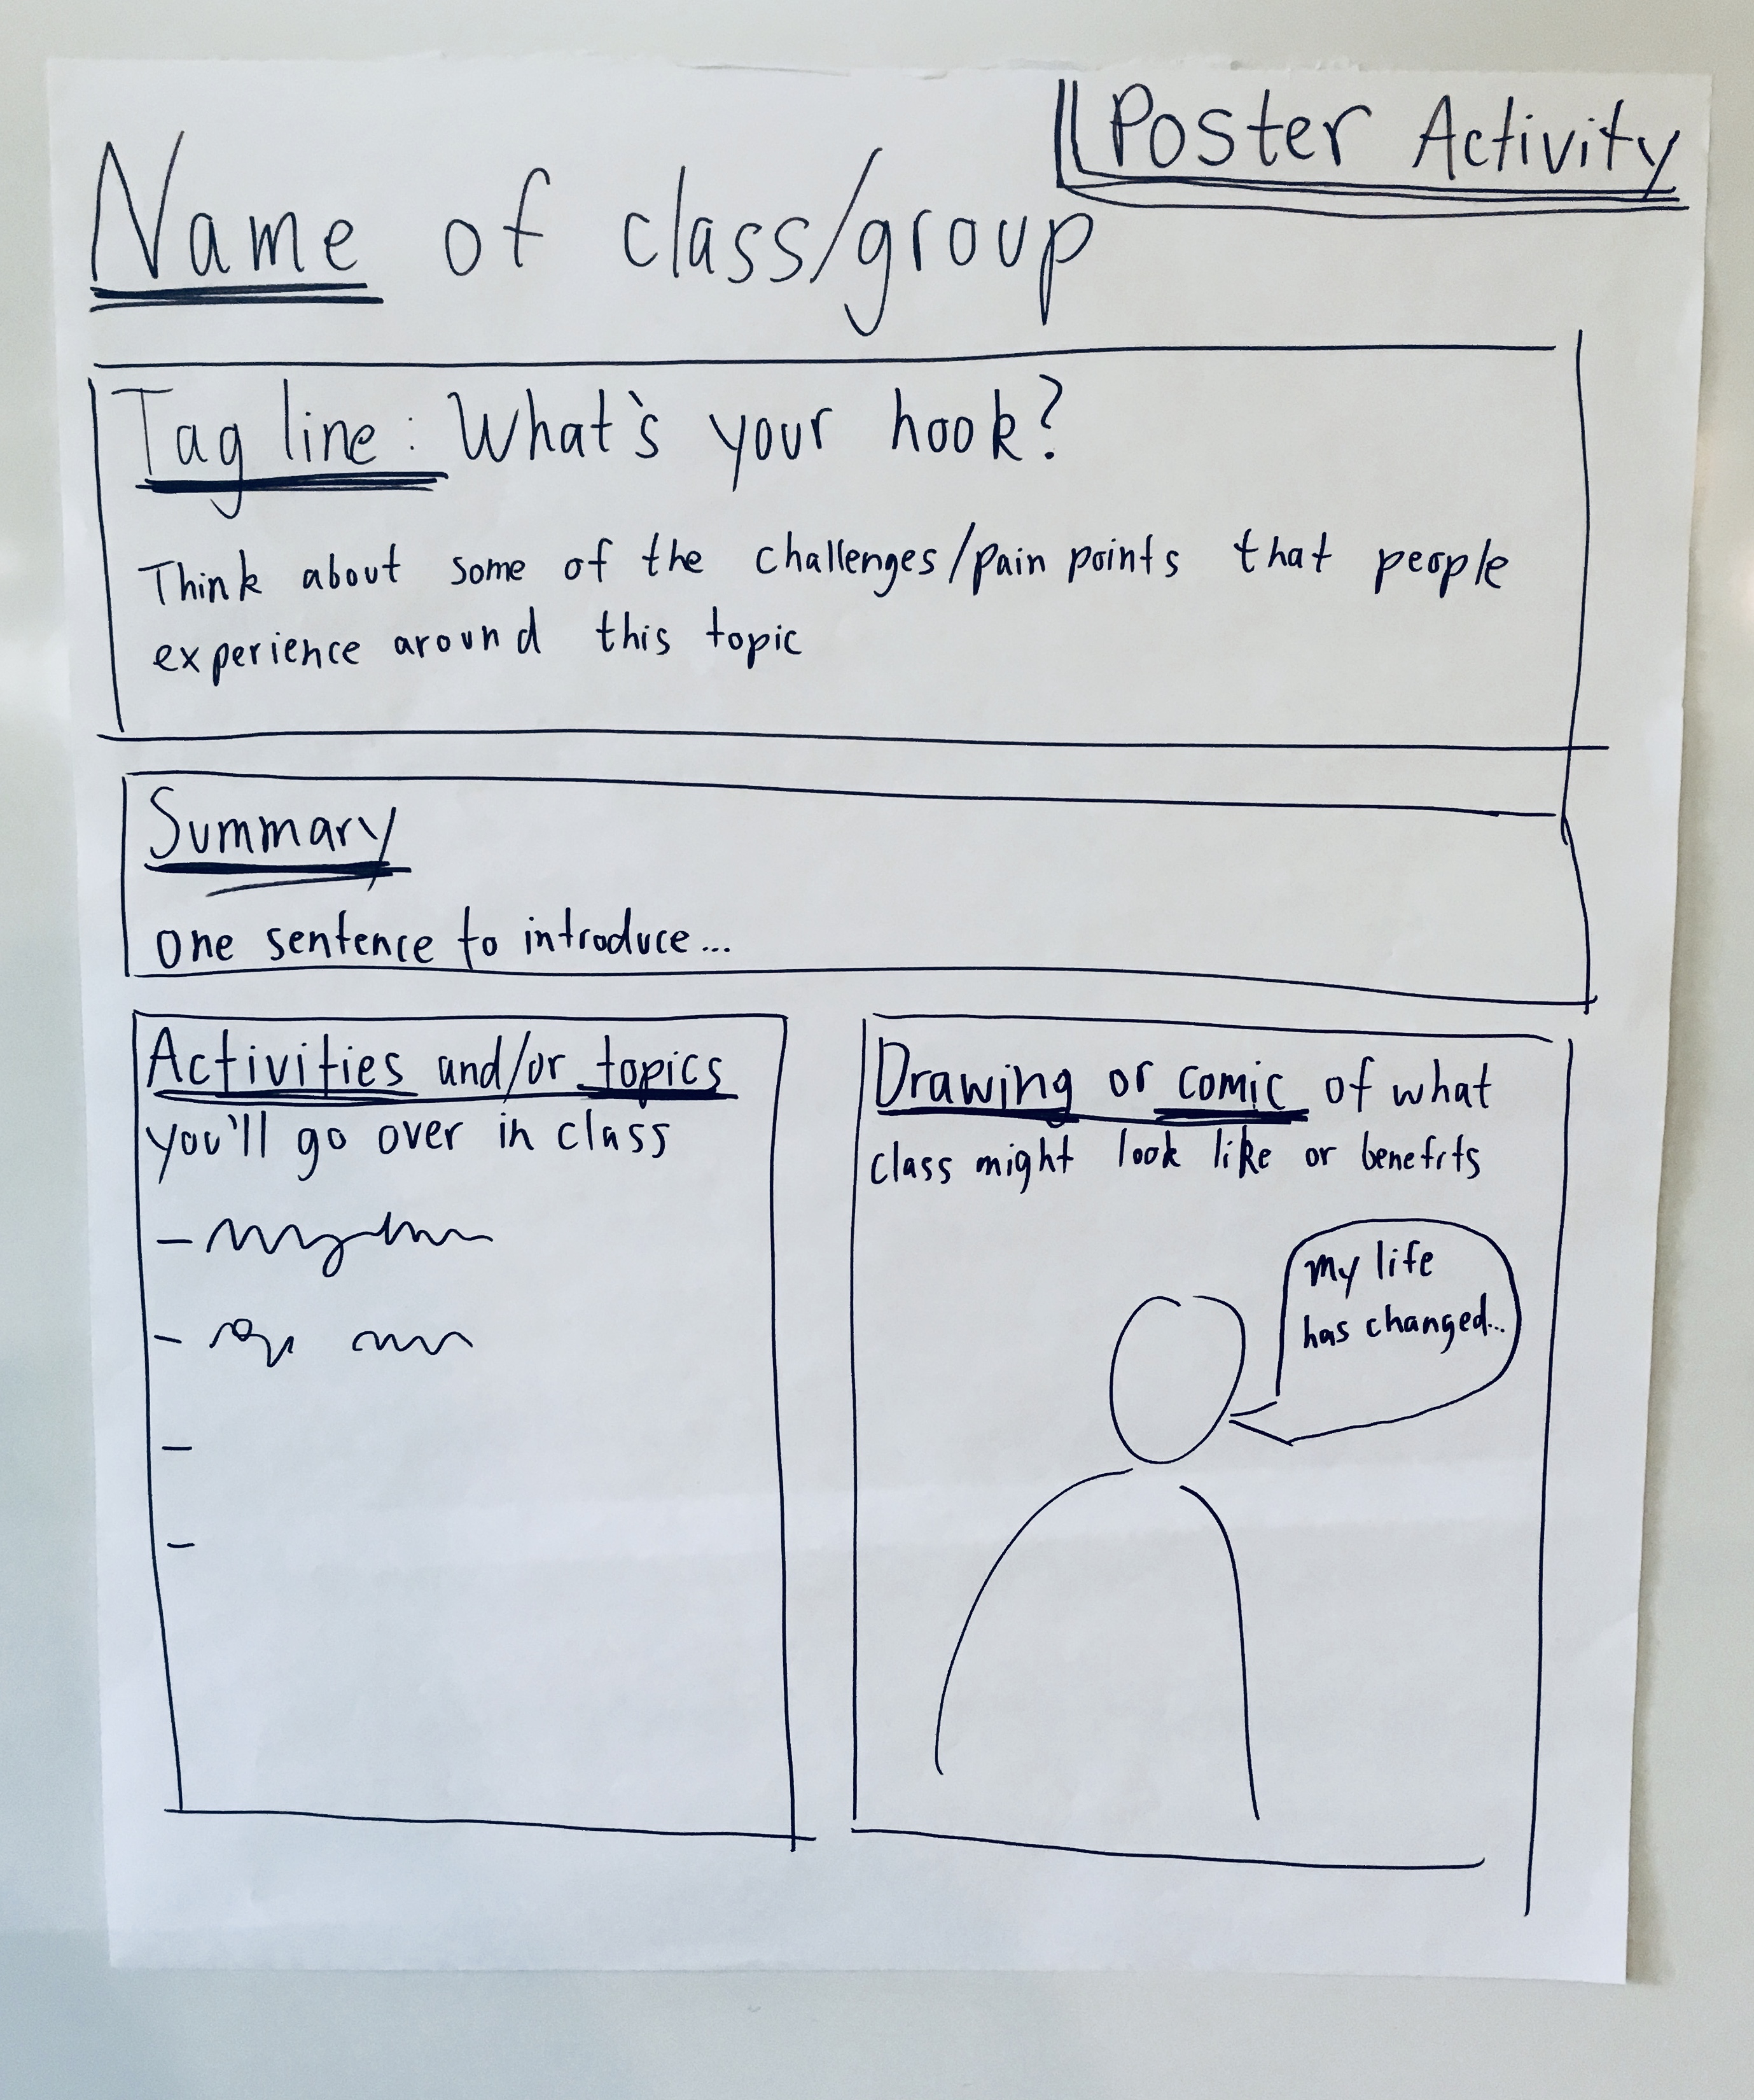 Poster Activity
Name of class/group
Tag line: What's your hook?
Think about some of the challenges/pain points that people
experience around this topic
Summary
one sentence to introduce...
Activities and/or topics
you'll go over in class
-
-
-
-
Drawing or comic of what
class might look like or benefits
my life
has changed...